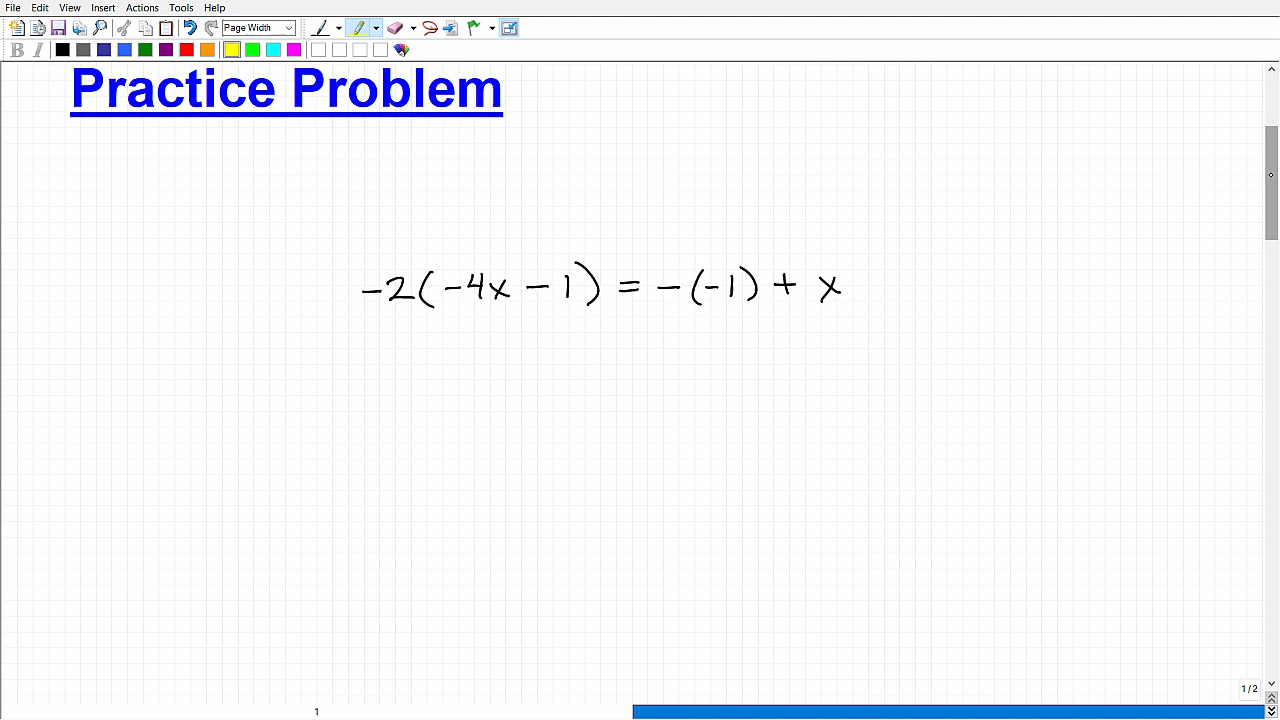 File Edit View Insert Actions Tools Help
Page Width
B I
Practice Problem
-2(-4x - 1) = -(-1) + x
1/2
1